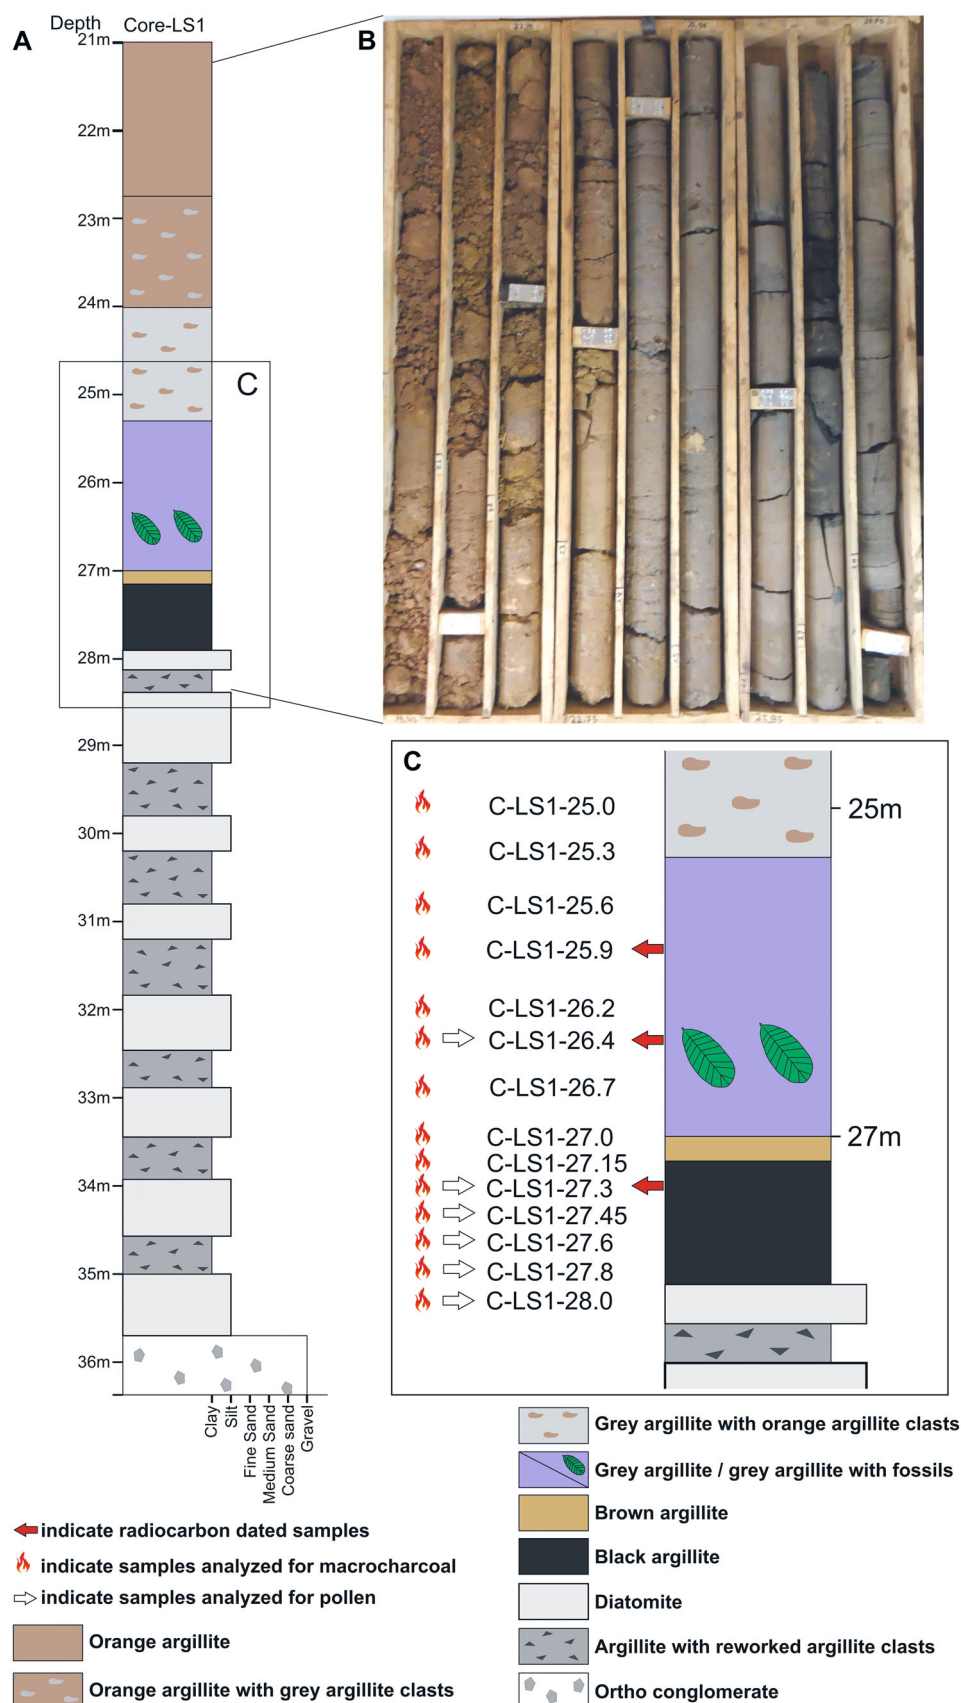 Depth
Core-LS1
A
21m
22m
23m
24m
25m
26m
27m
28m
29m
30m
31m
32m
33m
34m
35m
36m
C
Clay
Silt
Fine Sand
Medium Sand
Coarse sand
Gravel
B
22.75
25.95
C
C-LS1-25.0
C-LS1-25.3
C-LS1-25.6
C-LS1-25.9
C-LS1-26.2
C-LS1-26.4
C-LS1-26.7
C-LS1-27.0
C-LS1-27.15
C-LS1-27.3
C-LS1-27.45
C-LS1-27.6
C-LS1-27.8
C-LS1-28.0
25m
27m
indicate radiocarbon dated samples
indicate samples analyzed for macrocharcoal
indicate samples analyzed for pollen
Orange argillite
Orange argillite with grey argillite clasts
Grey argillite with orange argillite clasts
Grey argillite / grey argillite with fossils
Brown argillite
Black argillite
Diatomite
Argillite with reworked argillite clasts
Ortho conglomerate